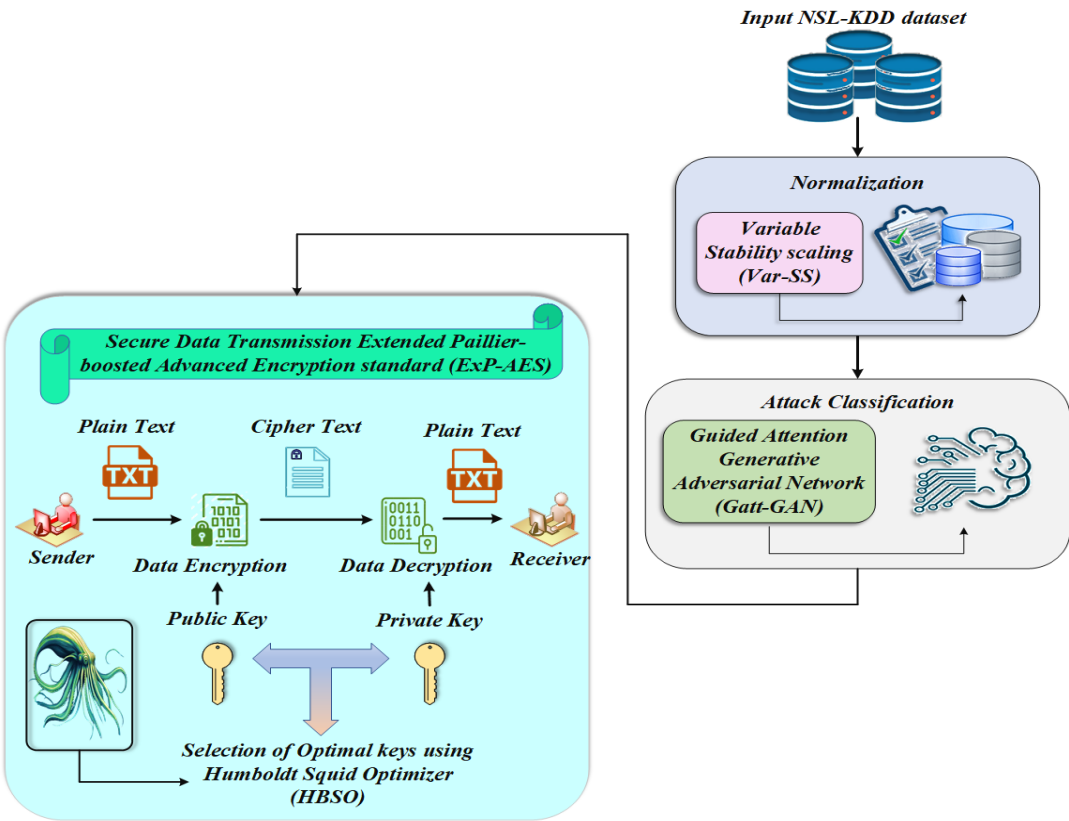 Input NSL-KDD dataset
Normalization
Variable
Stability scaling
(Var-SS)
Attack Classification
Guided Attention
Generative
Adversarial Network
(Gatt-GAN)
Secure Data Transmission Extended Paillier-
boosted Advanced Encryption standard (ExP-AES)
Plain Text
Cipher Text
Plain Text
TXT
TXT
1010
0101
0101
0011
0110
001
Sender
Data Encryption
Data Decryption
Receiver
Public Key
Private Key
Selection of Optimal keys using
Humboldt Squid Optimizer
(HBSO)